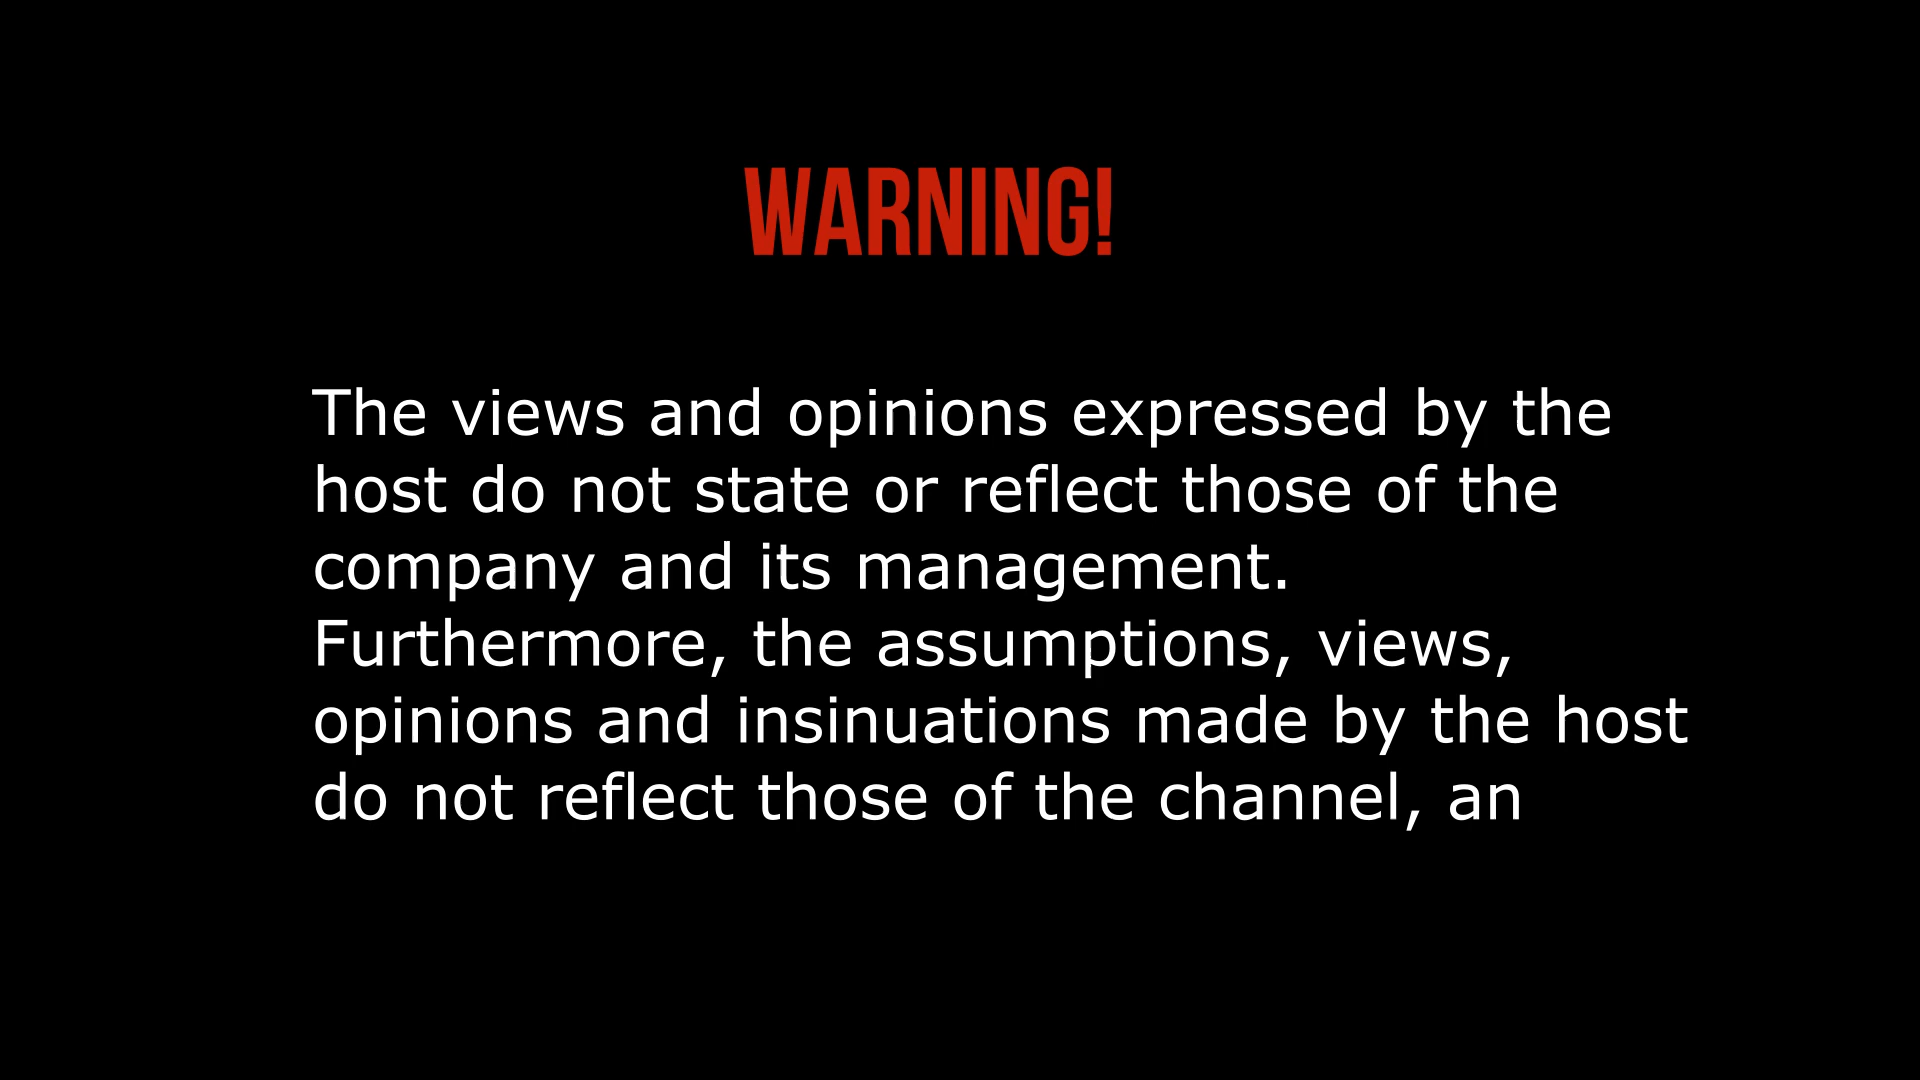 WARNING!
The views and opinions expressed by the
host do not state or reflect those of the
company and its management.
Furthermore, the assumptions, views,
opinions and insinuations made by the host
do not reflect those of the channel, an